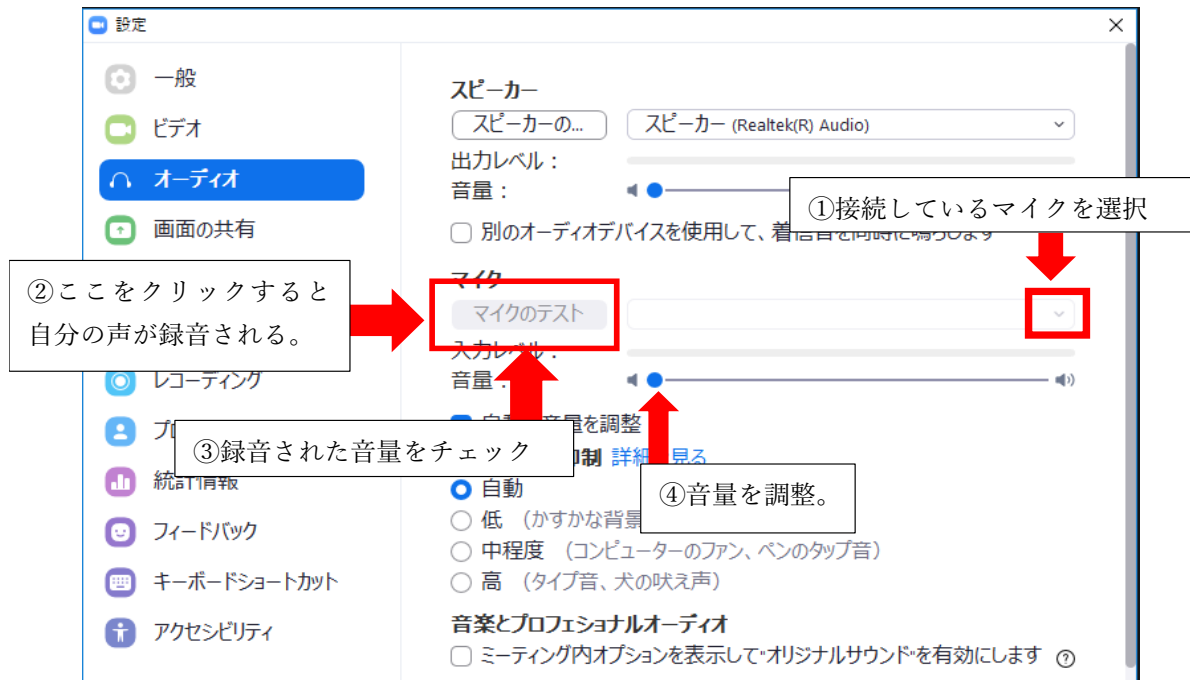 設定
一般
ビデオ
オーディオ
画面の共有
レコーディング
統計情報
フィードバック
キーボードショートカット
アクセシビリティ
スピーカー
スピーカーの... スピーカー (Realtek(R) Audio)
出力レベル：
音量：
①接続しているマイクを選択
別のオーディオデバイスを使用して、着信音を同時に鳴らします
マイク
②ここをクリックすると
自分の声が録音される。
マイクのテスト
入力レベル：
音量：
音量を調整
③録音された音量をチェック
制 詳細 見る
④音量を調整。
自動
低 （かすかな背景
中程度 （コンピューターのファン、ペンのタップ音）
高 （タイプ音、犬の吠え声）
音楽とプロフェショナルオーディオ
ミーティング内オプションを表示して"オリジナルサウンド"を有効にします